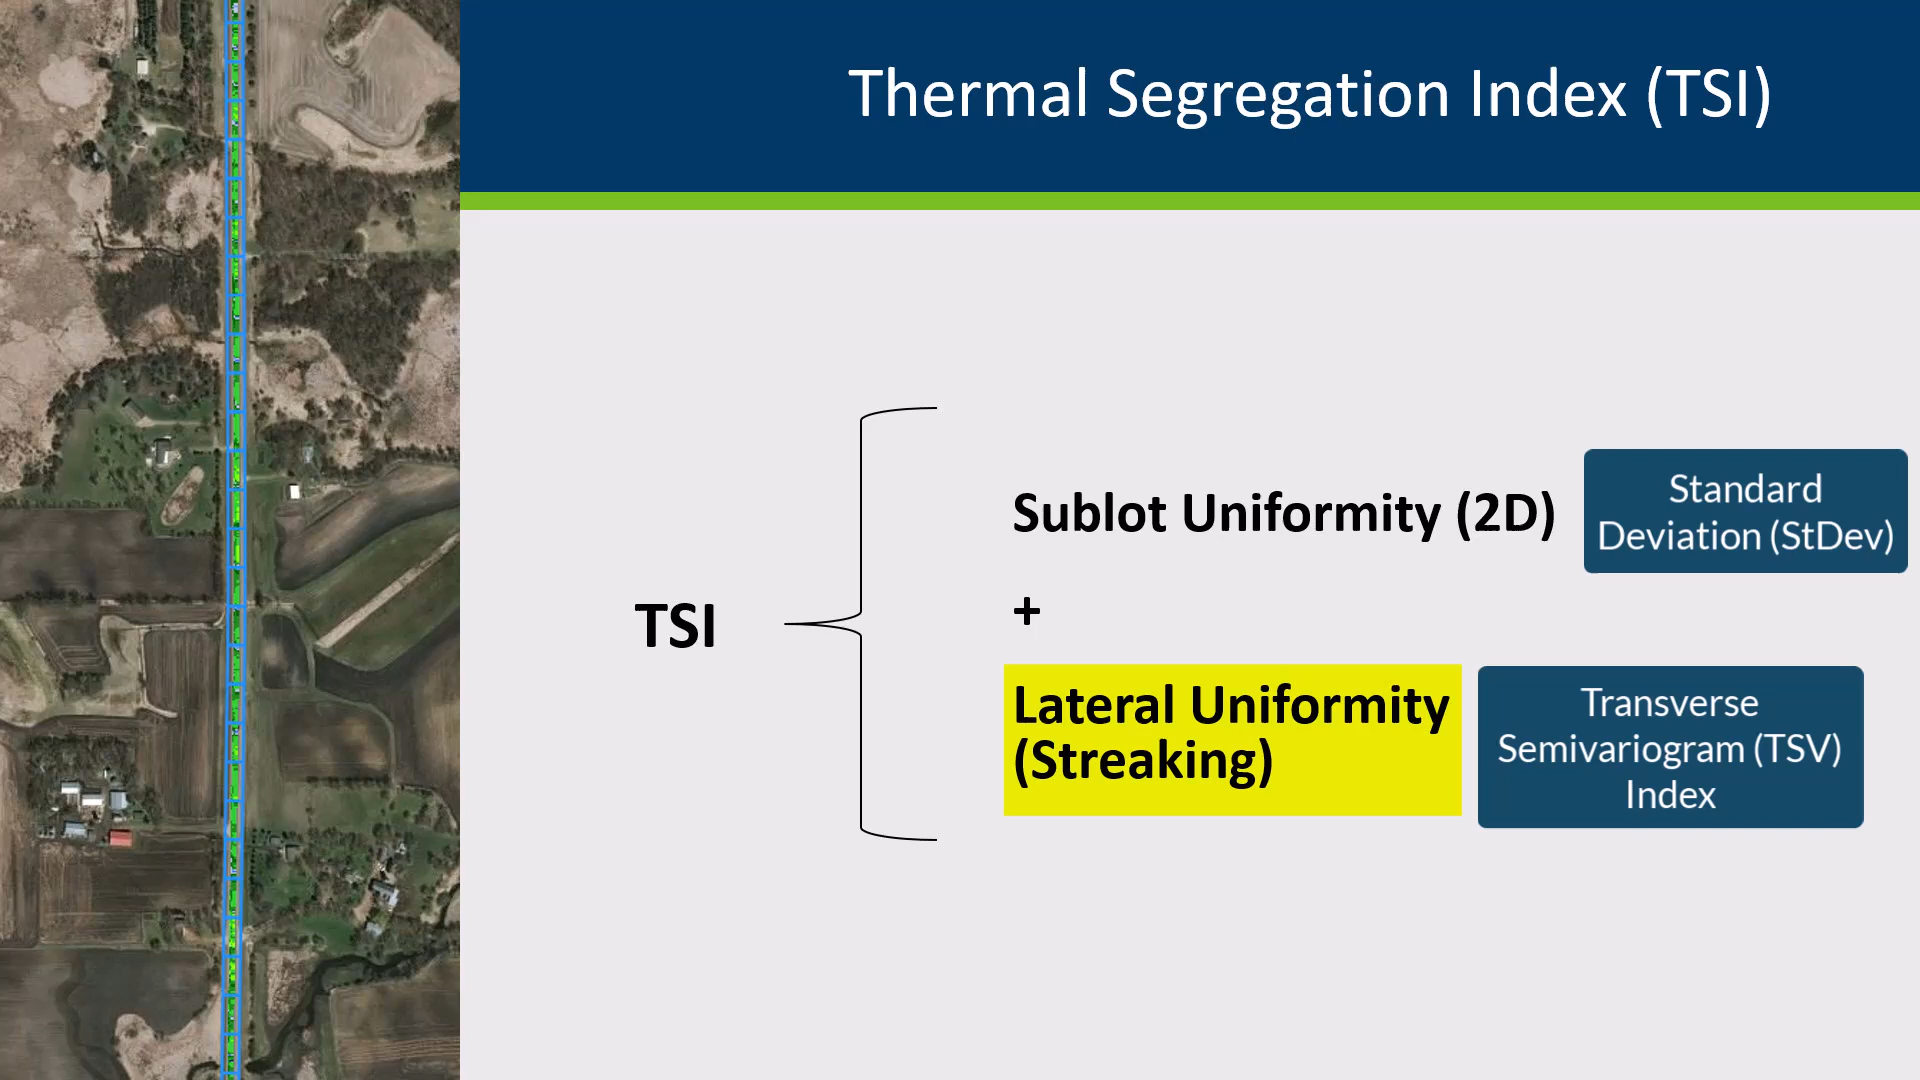 Thermal Segregation Index (TSI)
Sublot Uniformity (2D)
Standard
Deviation (StDev)
+
TSI
Lateral Uniformity
(Streaking)
Transverse
Semivariogram (TSV)
Index